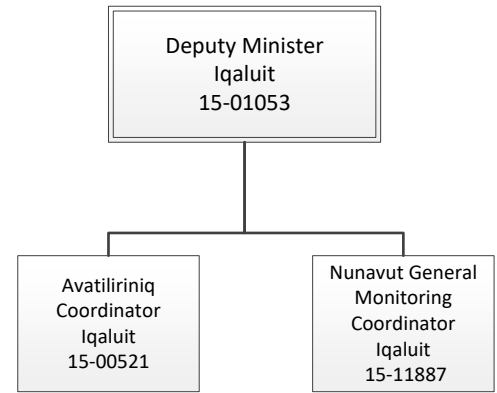 Deputy Minister
Iqaluit
15-01053
Avatiliriniq
Coordinator
Iqaluit
15-00521
Nunavut General
Monitoring
Coordinator
Iqaluit
15-11887